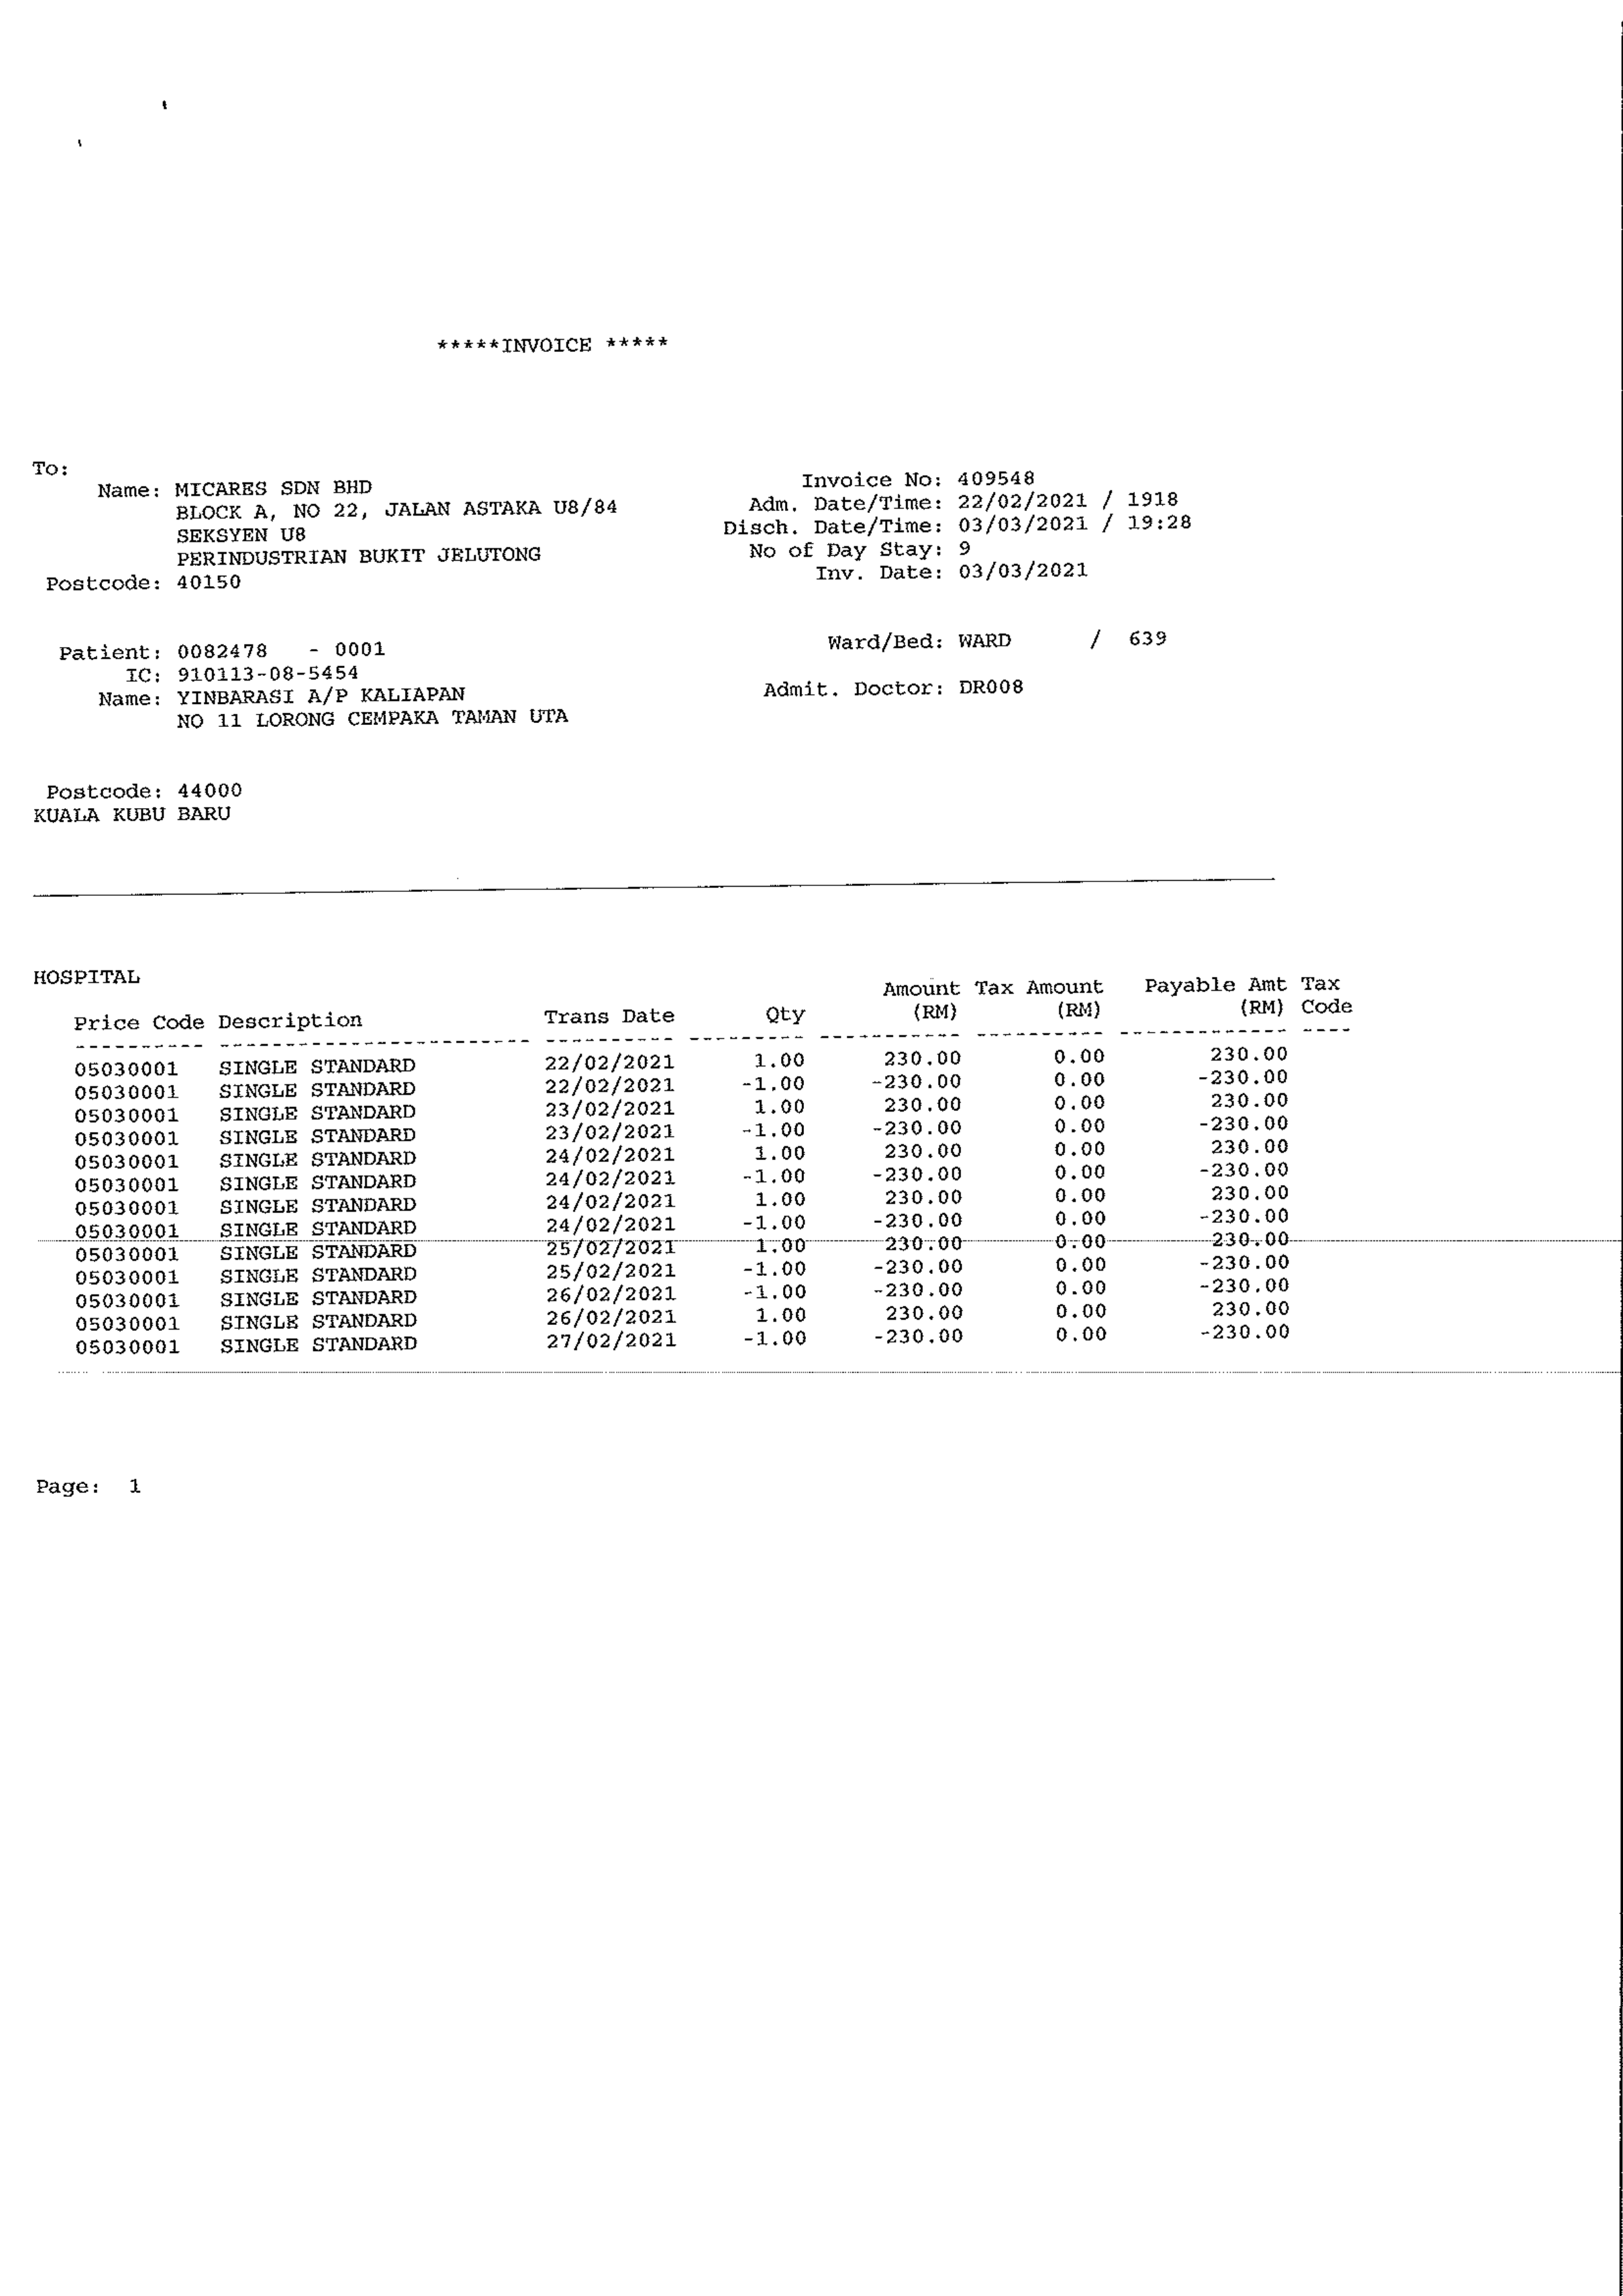 *****INVOICE *****
To:
Name: MICARES SDN BHD
BLOCK A, NO 22, JALAN ASTAKA U8/84
SEKSYEN U8
PERINDUSTRIAN BUKIT JELUTONG
Postcode: 40150
Invoice No: 409548
Adm. Date/Time: 22/02/2021 / 1918
Disch. Date/Time: 03/03/2021 / 19:28
No of Day Stay: 9
Inv. Date: 03/03/2021
Patient: 0082478 - 0001
IC: 910113-08-5454
Name: YINBARASI A/P KALIAPAN
NO 11 LORONG CEMPAKA TAMAN UTA
Ward/Bed: WARD / 639
Admit. Doctor: DR008
Postcode: 44000
KUALA KUBU BARU
HOSPITAL
Amount Tax Amount Payable Amt Tax
Price Code Description Trans Date Qty (RM) (RM) (RM) Code
05030001 SINGLE STANDARD 22/02/2021 1.00 230.00 0.00 230.00
05030001 SINGLE STANDARD 22/02/2021 -1.00 -230.00 0.00 -230.00
05030001 SINGLE STANDARD 23/02/2021 1.00 230.00 0.00 230.00
05030001 SINGLE STANDARD 23/02/2021 -1.00 -230.00 0.00 -230.00
05030001 SINGLE STANDARD 24/02/2021 1.00 230.00 0.00 230.00
05030001 SINGLE STANDARD 24/02/2021 -1.00 -230.00 0.00 -230.00
05030001 SINGLE STANDARD 24/02/2021 1.00 230.00 0.00 230.00
05030001 SINGLE STANDARD 24/02/2021 -1.00 -230.00 0.00 -230.00
05030001 SINGLE STANDARD 25/02/2021 1.00 230.00 0.00 230.00
05030001 SINGLE STANDARD 25/02/2021 -1.00 -230.00 0.00 -230.00
05030001 SINGLE STANDARD 26/02/2021 -1.00 -230.00 0.00 -230.00
05030001 SINGLE STANDARD 26/02/2021 1.00 230.00 0.00 230.00
05030001 SINGLE STANDARD 27/02/2021 -1.00 -230.00 0.00 -230.00
Page: 1